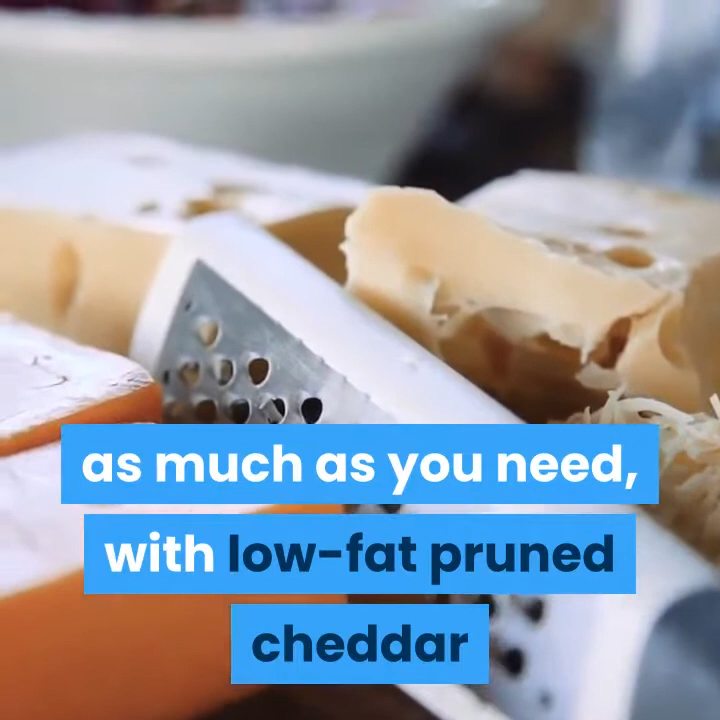 as much as you need,
with low-fat pruned
cheddar